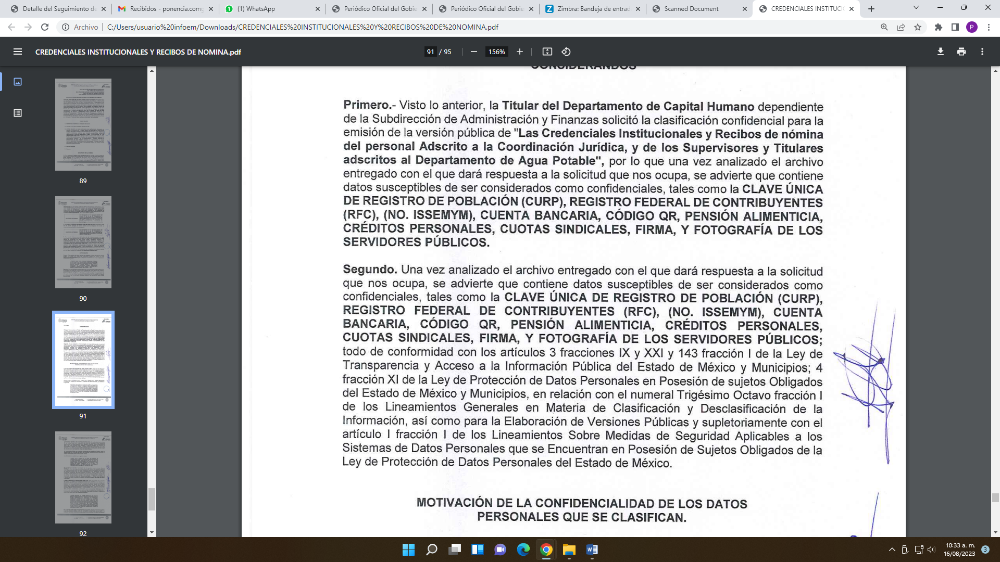 Detalle del Seguimiento de
Recibidos - ponencia.comg
(1) WhatsApp
Periódico Oficial del Gobie
Periódico Oficial del Gobie
Zimbra: Bandeja de entrad
Scanned Document
CREDENCIALES INSTITUCIO
Archivo
C:/Users/usuario%20infoem/Downloads/CREDENCIALES%20INSTITUCIONALES%20Y%20RECIBOS%20DE%20NOMINA.pdf
P
CREDENCIALES INSTITUCIONALES Y RECIBOS DE NOMINA.pdf
91 / 95
156%
89
90
91
92
CONSIDERANDOS
Primero.- Visto lo anterior, la Titular del Departamento de Capital Humano dependiente
de la Subdirección de Administración y Finanzas solicitó la clasificación confidencial para la
emisión de la versión pública de "Las Credenciales Institucionales y Recibos de nómina
del personal Adscrito a la Coordinación Jurídica, y de los Supervisores y Titulares
adscritos al Departamento de Agua Potable", por lo que una vez analizado el archivo
entregado con el que dará respuesta a la solicitud que nos ocupa, se advierte que contiene
datos susceptibles de ser considerados como confidenciales, tales como la CLAVE ÚNICA
DE REGISTRO DE POBLACIÓN (CURP), REGISTRO FEDERAL DE CONTRIBUYENTES
(RFC), (NO. ISSEMYM), CUENTA BANCARIA, CÓDIGO QR, PENSIÓN ALIMENTICIA,
CRÉDITOS PERSONALES, CUOTAS SINDICALES, FIRMA, Y FOTOGRAFÍA DE LOS
SERVIDORES PÚBLICOS.
Segundo. Una vez analizado el archivo entregado con el que dará respuesta a la solicitud
que nos ocupa, se advierte que contiene datos susceptibles de ser considerados como
confidenciales, tales como la CLAVE ÚNICA DE REGISTRO DE POBLACIÓN (CURP),
REGISTRO FEDERAL DE CONTRIBUYENTES (RFC), (NO. ISSEMYM), CUENTA
BANCARIA, CÓDIGO QR, PENSIÓN ALIMENTICIA, CRÉDITOS PERSONALES,
CUOTAS SINDICALES, FIRMA, Y FOTOGRAFÍA DE LOS SERVIDORES PÚBLICOS;
todo de conformidad con los artículos 3 fracciones IX y XXI y 143 fracción I de la Ley de
Transparencia y Acceso a la Información Pública del Estado de México y Municipios; 4
fracción XI de la Ley de Protección de Datos Personales en Posesión de sujetos Obligados
del Estado de México y Municipios, en relación con el numeral Trigésimo Octavo fracción I
de los Lineamientos Generales en Materia de Clasificación y Desclasificación de la
Información, así como para la Elaboración de Versiones Públicas y supletoriamente con el
artículo I fracción I de los Lineamientos Sobre Medidas de Seguridad Aplicables a los
Sistemas de Datos Personales que se Encuentran en Posesión de Sujetos Obligados de la
Ley de Protección de Datos Personales del Estado de México.
MOTIVACIÓN DE LA CONFIDENCIALIDAD DE LOS DATOS
PERSONALES QUE SE CLASIFICAN.
10:33 a. m.
16/08/2023
3